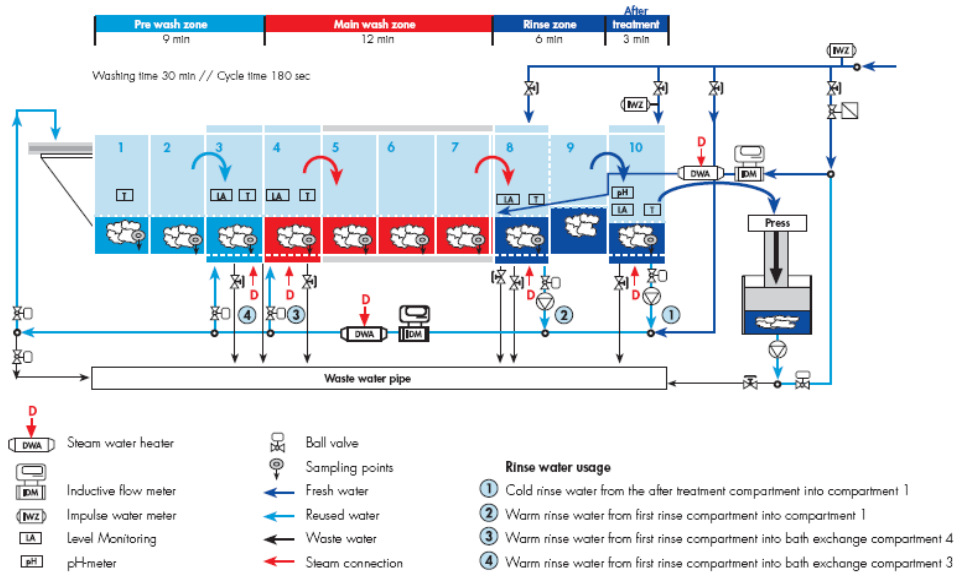 Pre wash zone
Main wash zone
Rinse zone
After treatment
9 min
12 min
6 min
3 min
Washing time 30 min // Cycle time 180 sec
IWZ
IWZ
1
2
3
4
5
6
7
8
9
10
D
DWA
IDM
T
LA
T
LA
T
LA
T
pH
LA
T
Press
D
D
D
D
4
3
2
1
D
DWA
IDM
Waste water pipe
D
DWA
Steam water heater
IDM
Inductive flow meter
IWZ
Impulse water meter
LA
Level Monitoring
pH
pH-meter
Ball valve
Sampling points
Fresh water
Reused water
Waste water
Steam connection
Rinse water usage
1 Cold rinse water from the after treatment compartment into compartment 1
2 Warm rinse water from first rinse compartment into compartment 1
3 Warm rinse water from first rinse compartment into bath exchange compartment 4
4 Warm rinse water from first rinse compartment into bath exchange compartment 3